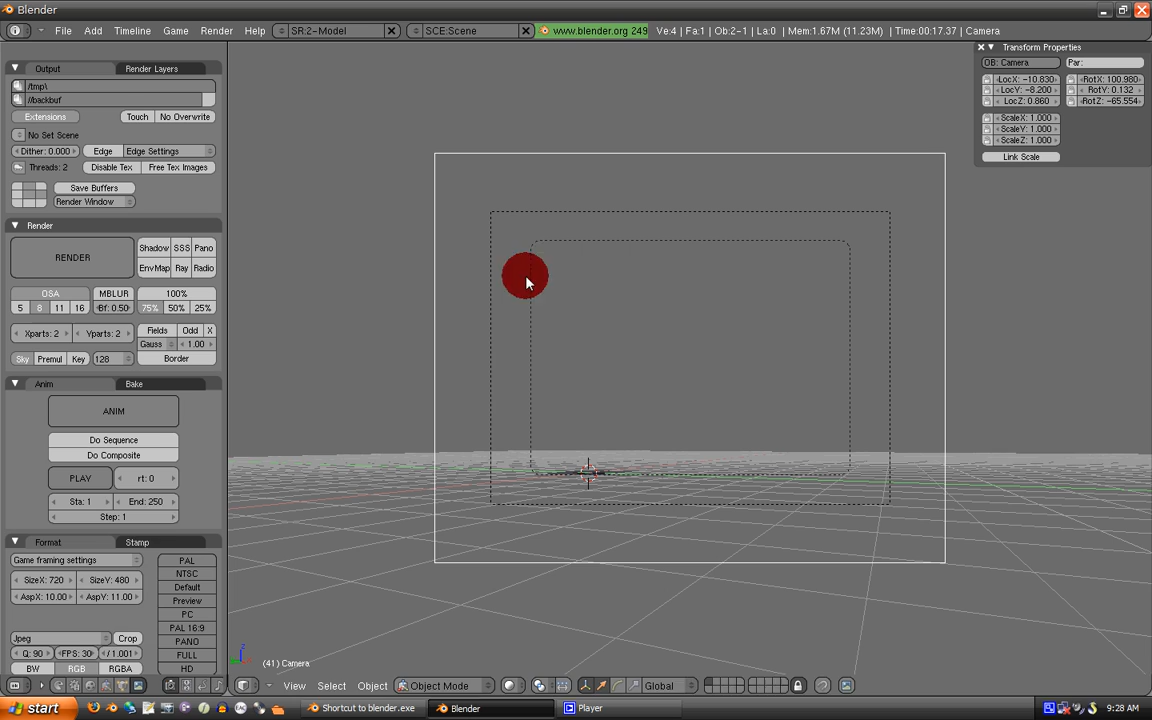 Blender
File Add Timeline Game Render Help SR:2-Model SCE:Scene www.blender.org 249 Ve:4 | Fa:1 | Ob:2-1 | La:0 | Mem:1.67M (11.23M) | Time:00:17.37 | Camera
Output Render Layers
/tmp\
//backbuf
Extensions Touch No Overwrite
No Set Scene
Dither: 0.000 Edge Edge Settings
Threads: 2 Disable Tex Free Tex Images
Save Buffers
Render Window
Render
RENDER Shadow SSS Pano
EnvMap Ray Radio
OSA MBLUR 100%
5 8 11 16 Bf: 0.50 75% 50% 25%
Xparts: 2 Yparts: 2 Fields Odd X
Gauss 1.00
Sky Premul Key 128 Border
Anim Bake
ANIM
Do Sequence
Do Composite
PLAY rt: 0
Sta: 1 End: 250
Step: 1
Format Stamp
Game framing settings PAL
SizeX: 720 SizeY: 480 NTSC
Default
AspX: 10.00 AspY: 11.00 Preview
PC
PAL 16:9
Jpeg Crop PANO
Q: 90 FPS: 30 / 1.001 FULL
BW RGB RGBA HD
Transform Properties
OB: Camera Par:
LocX: -10.830 RotX: 100.980
LocY: -8.200 RotY: 0.132
LocZ: 0.860 RotZ: -65.554
ScaleX: 1.000
ScaleY: 1.000
ScaleZ: 1.000
Link Scale
z
(41) Camera
View Select Object Object Mode Global
start Shortcut to blender.exe Blender Player 9:28 AM